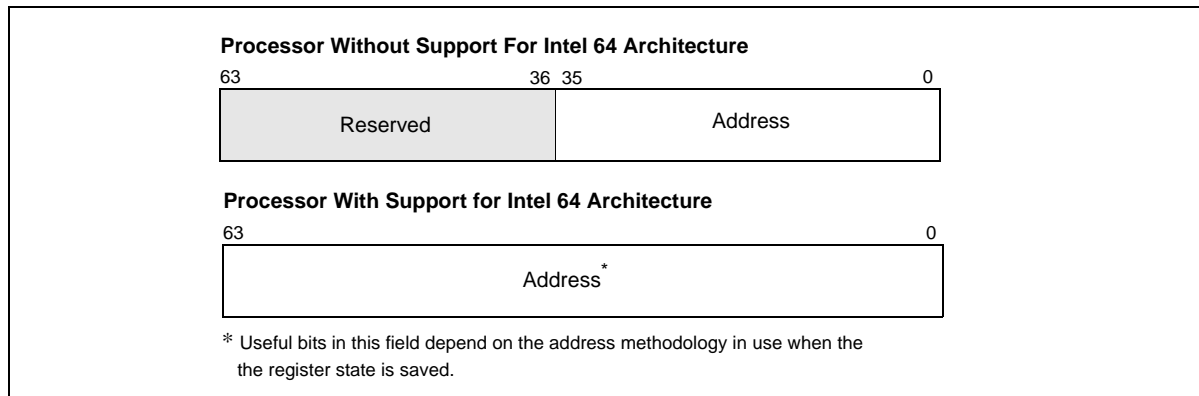 Processor Without Support For Intel 64 Architecture
63 36 35 0
Reserved Address
Processor With Support for Intel 64 Architecture
63 0
Address*
* Useful bits in this field depend on the address methodology in use when the
the register state is saved.